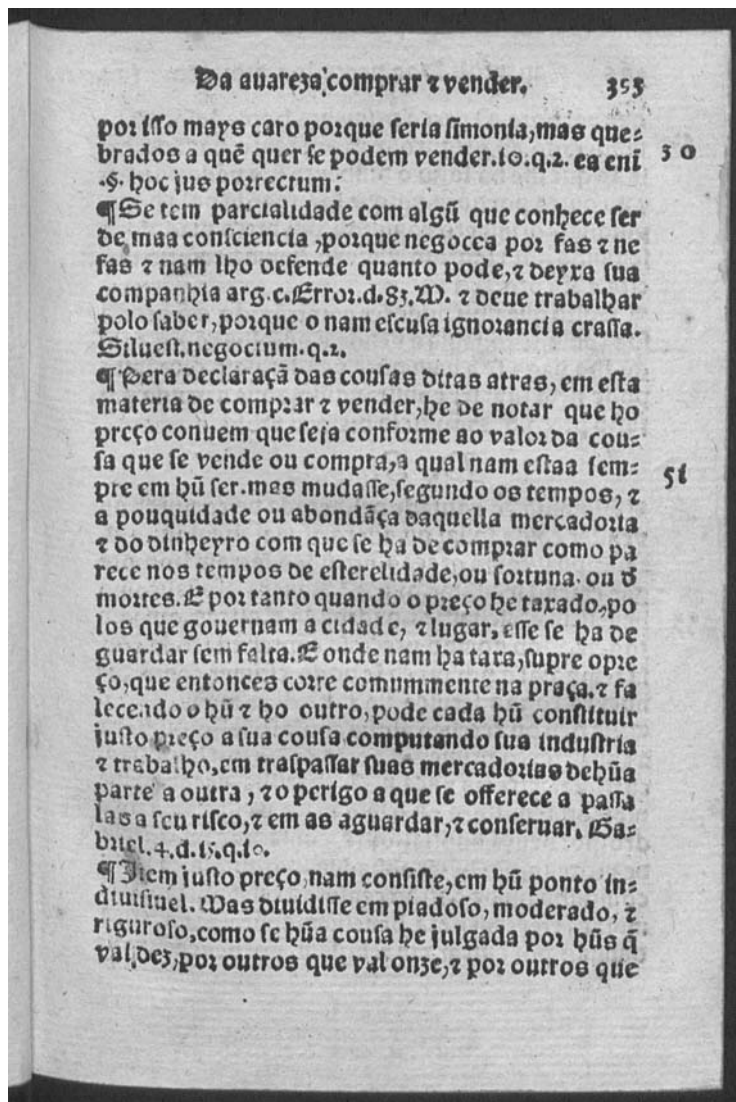 Da auareza, comprar ⁊ vender. 353
por isso mays caro porque seria simonia, mas que=
brados a quẽ quer se podem vender. 10. q. 2. ea eni 30
.§. hoc jus porrectum:
¶ Se tem parcialidade com algũ que conhece ser
de maa consciencia, porque negocea por fas ⁊ ne
fas ⁊ nam lho defende quanto pode, ⁊ deyxa sua
companhia arg. c. Error. d. 83. M. ⁊ deue trabalhar
polo saber, porque o nam escusa ignorancia crassa.
Siluest. negocium. q. 2.
¶ Pera declaraçã das cousas ditas atras, em esta
materia de comprar ⁊ vender, he de notar que ho
preço conuem que seja conforme ao valor da cou=
sa que se vende ou compra, a qual nam estaa sem= 51
pre em hũ ser. mas mudasse, segundo os tempos, ⁊
a pouquidade ou abondãça daquella mercadoria
⁊ do dinheyro com que se ha de comprar como pa
rece nos tempos de esterelidade, ou fortuna. ou d̃
mortes. E por tanto quando o preço he taxado, po
los que gouernam a cidade, ⁊ lugar, esse se ha de
guardar sem falta. E onde nam ha taxa, supre o pre
ço, que entonces corre comummente na praça. ⁊ fa
lecendo o hũ ⁊ ho outro, pode cada hũ constituir
justo preço a sua cousa computando sua industria
⁊ trabalho, em traspassar suas mercadorias de hũa
parte a outra, ⁊ o perigo a que se offerece a passa
las a seu risco, ⁊ em as aguardar, ⁊ conseruar. Ga=
briel. 4. d. 15. q. 10.
¶ Item justo preço, nam consiste, em hũ ponto in=
diuisiuel. Mas diuidisse em piadoso, moderado, ⁊
riguroso, como se hũa cousa he julgada por hũs q̃
val. dez, por outros que val onze, ⁊ por outros que